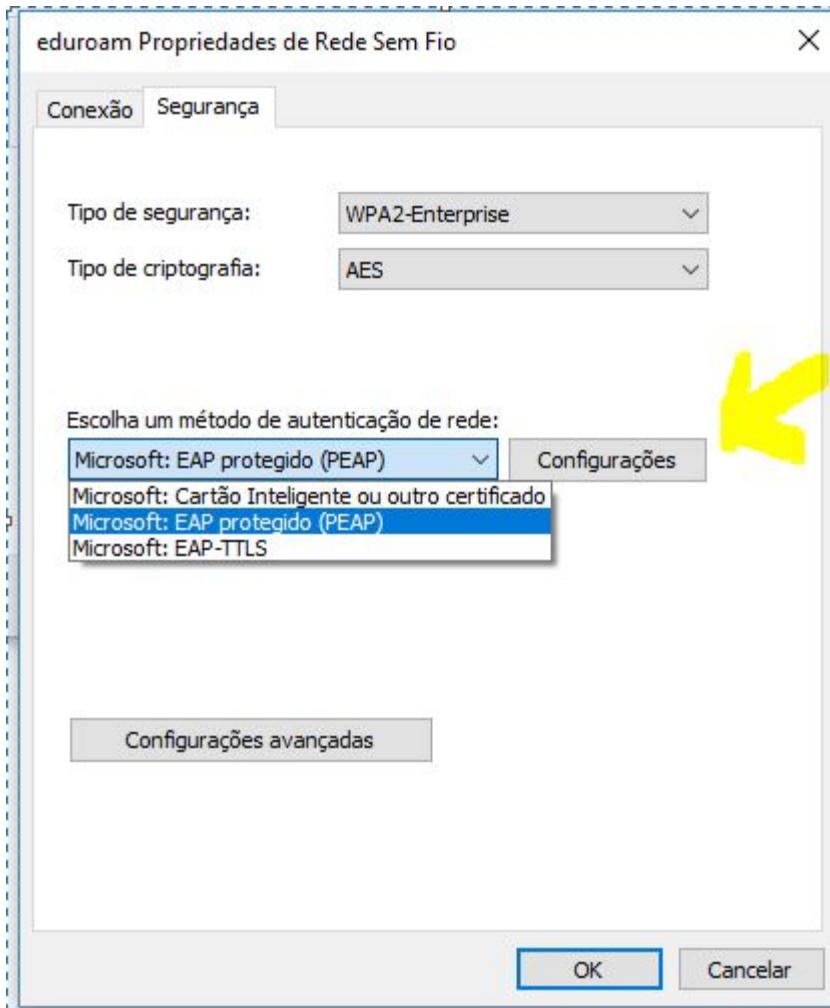 eduroam Propriedades de Rede Sem Fio
Conexão Segurança
Tipo de segurança: WPA2-Enterprise
Tipo de criptografia: AES
Escolha um método de autenticação de rede:
Microsoft: EAP protegido (PEAP) Configurações
Microsoft: Cartão Inteligente ou outro certificado
Microsoft: EAP protegido (PEAP)
Microsoft: EAP-TTLS
Configurações avançadas
OK Cancelar